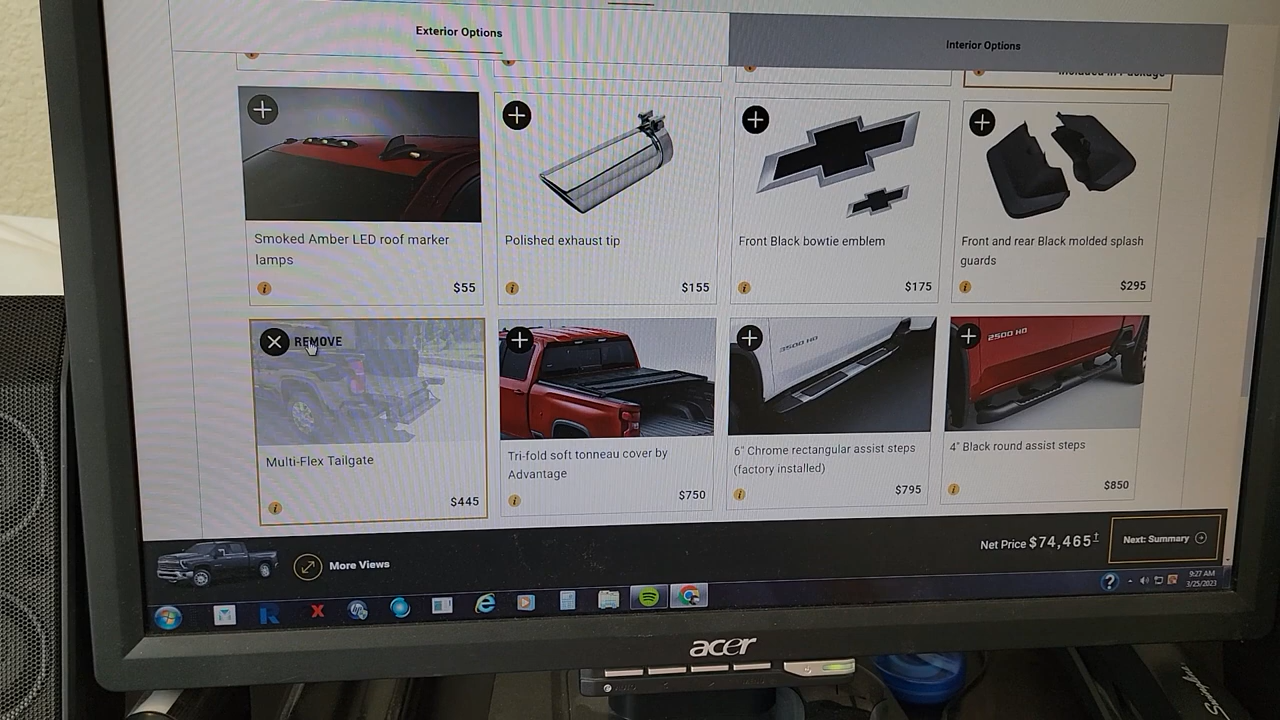 Exterior Options
Interior Options
Included in Package
Smoked Amber LED roof marker
lamps
$55
Polished exhaust tip
$155
Front Black bowtie emblem
$175
Front and rear Black molded splash
guards
$295
REMOVE
Multi-Flex Tailgate
$445
Tri-fold soft tonneau cover by
Advantage
$750
2500 HD
6" Chrome rectangular assist steps
(factory installed)
$795
2500 HD
4" Black round assist steps
$850
More Views
Net Price $74,465†
Next: Summary
9:27 AM
3/25/2023
acer